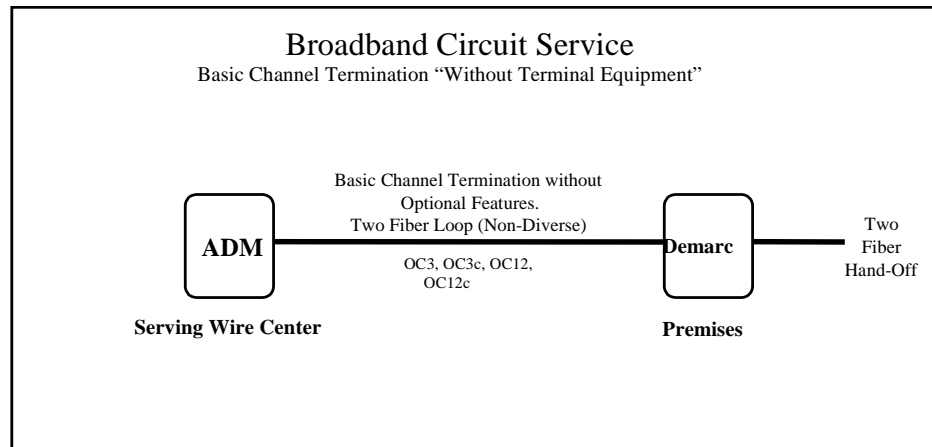 Broadband Circuit Service
Basic Channel Termination “Without Terminal Equipment”
Basic Channel Termination without
Optional Features.
Two Fiber Loop (Non-Diverse)
ADM
Demarc
Two
Fiber
Hand-Off
OC3, OC3c, OC12,
OC12c
Serving Wire Center
Premises